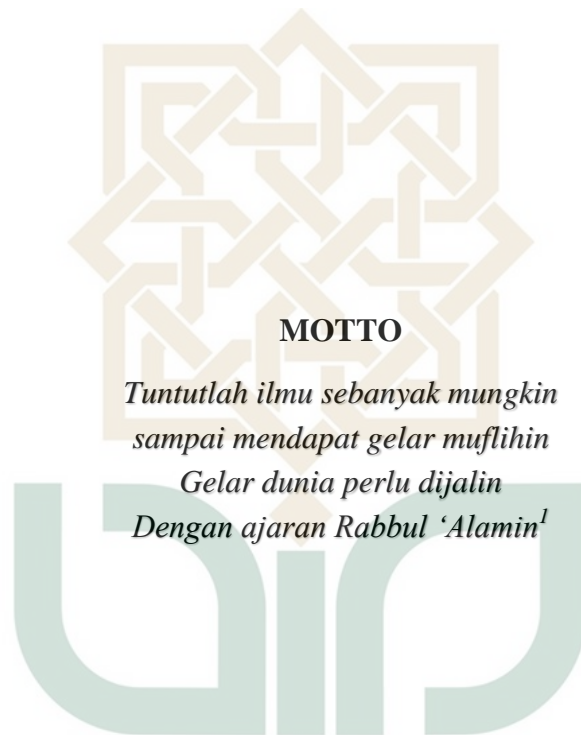 MOTTO
Tuntutlah ilmu sebanyak mungkin
sampai mendapat gelar muflihin
Gelar dunia perlu dijalin
Dengan ajaran Rabbul ‘Alamin¹